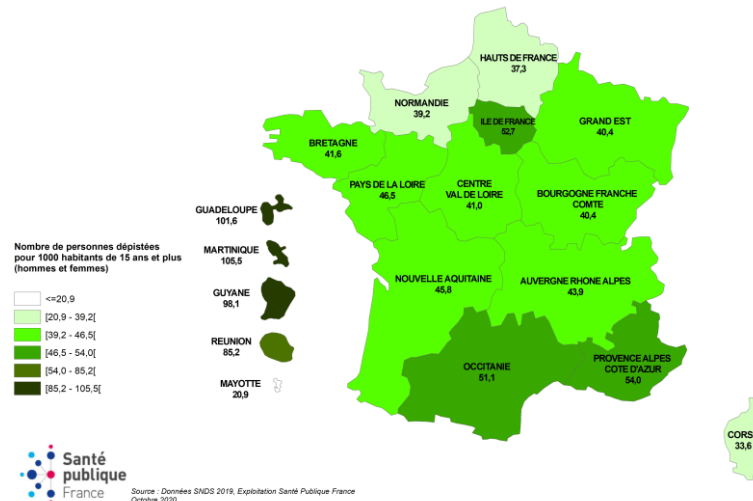 HAUTS DE FRANCE
37,3
NORMANDIE
39,2
ILE DE FRANCE
52,7
GRAND EST
40,4
BRETAGNE
41,6
PAYS DE LA LOIRE
46,5
CENTRE
VAL DE LOIRE
41,0
BOURGOGNE FRANCHE
COMTE
40,4
GUADELOUPE
101,6
MARTINIQUE
105,5
GUYANE
98,1
REUNION
85,2
MAYOTTE
20,9
NOUVELLE AQUITAINE
45,8
AUVERGNE RHONE ALPES
43,9
OCCITANIE
51,1
PROVENCE ALPES
COTE D'AZUR
54,0
CORS
33,6
Nombre de personnes dépistées
pour 1000 habitants de 15 ans et plus
(hommes et femmes)
<=20,9
[20,9 - 39,2[
[39,2 - 46,5[
[46,5 - 54,0[
[54,0 - 85,2[
[85,2 - 105,5[
Santé
publique
France
Source : Données SNDS 2019, Exploitation Santé Publique France
Octobre 2020